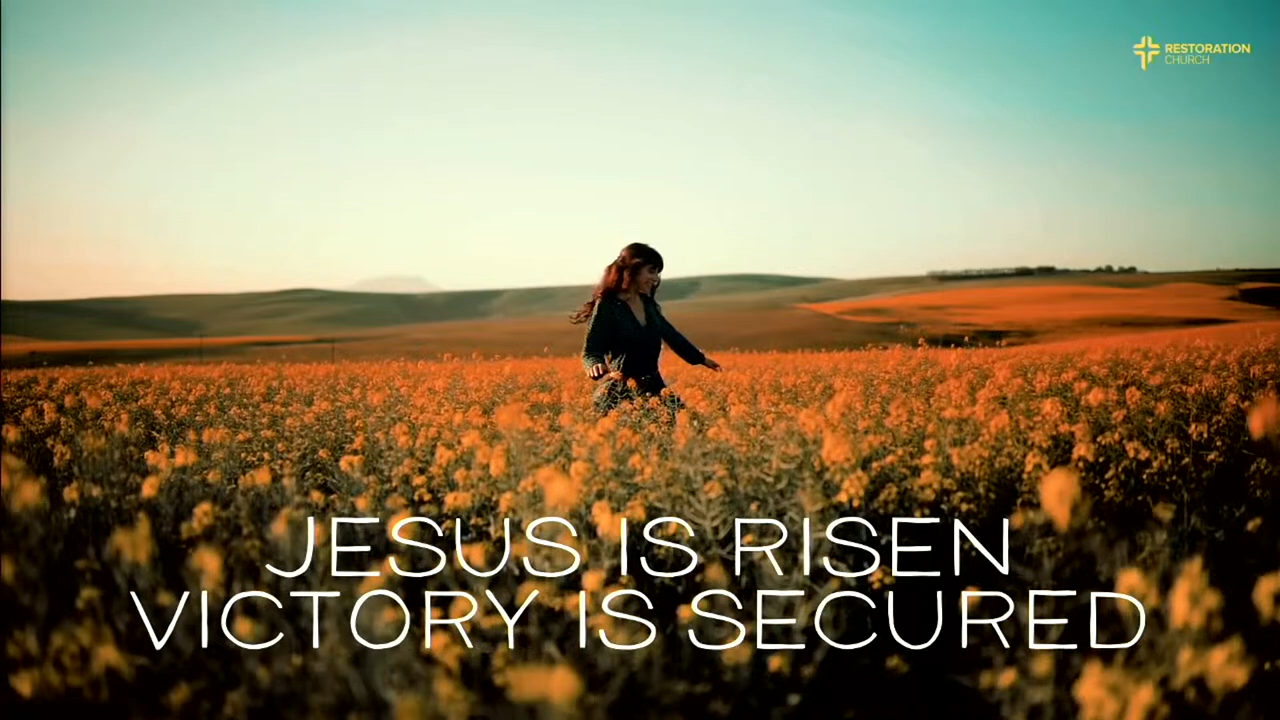 RESTORATION
CHURCH
JESUS IS RISEN
VICTORY IS SECURED